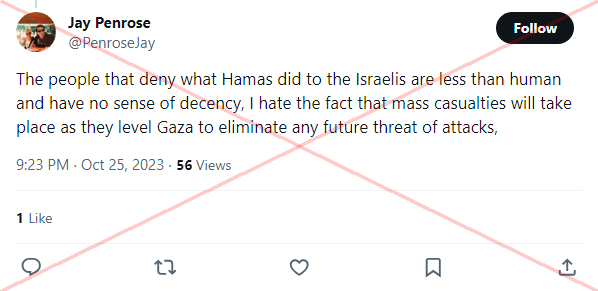 Jay Penrose
Follow
@PenroseJay
The people that deny what Hamas did to the Israelis are less than human
and have no sense of decency, I hate the fact that mass casualties will take
place as they level Gaza to eliminate any future threat of attacks,
9:23 PM · Oct 25, 2023 · 56 Views
1 Like